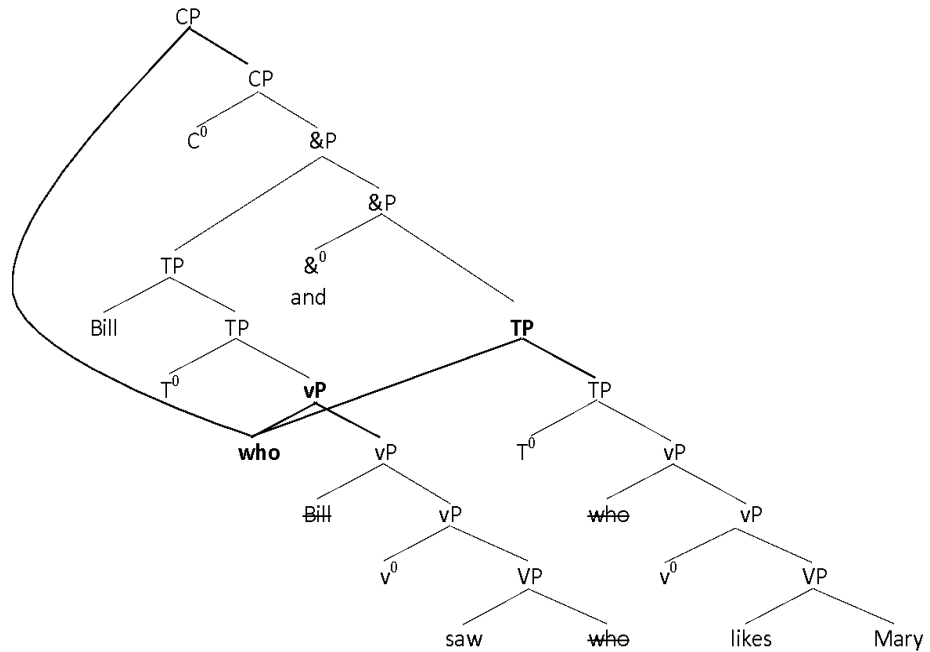 CP
CP
C⁰ &P
&P
TP &⁰
and
Bill TP TP
T⁰ vP TP
who vP T⁰ vP
Bill vP who vP
v⁰ VP v⁰ VP
saw who likes Mary